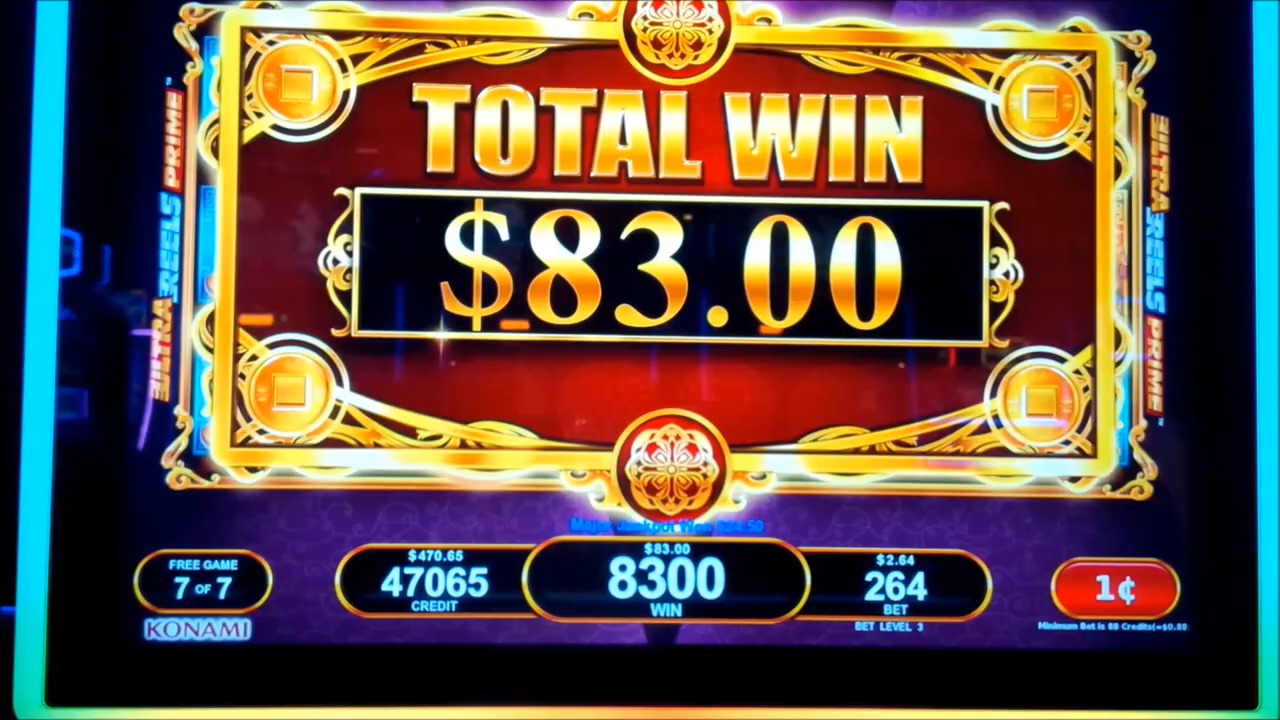 TOTAL WIN
$83.00
ULTRA REELS PRIME
ULTRA REELS PRIME
FREE GAME
7 OF 7
$470.65
47065
CREDIT
$83.00
8300
WIN
$2.64
264
BET
BET LEVEL 3
1¢
KONAMI
Minimum Bet is 88 Credits(=$0.88